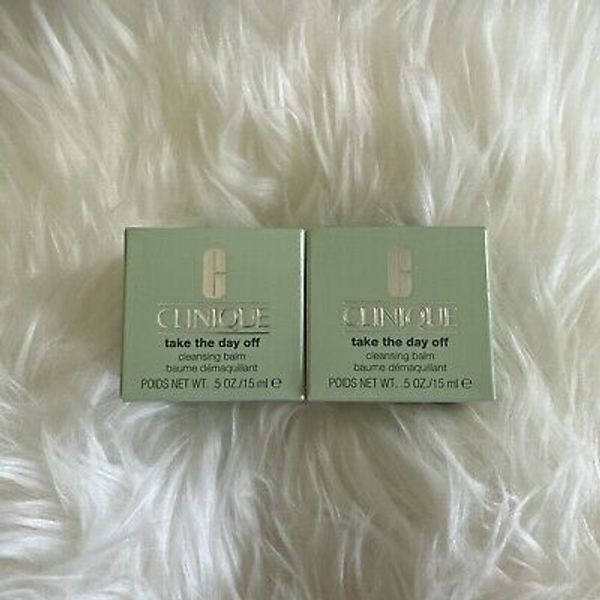 CLINIQUE
take the day off
cleansing balm
baume démaquillant
POIDS NET WT. .5 OZ./15 ml ℮
CLINIQUE
take the day off
cleansing balm
baume démaquillant
POIDS NET WT. .5 OZ./15 ml ℮